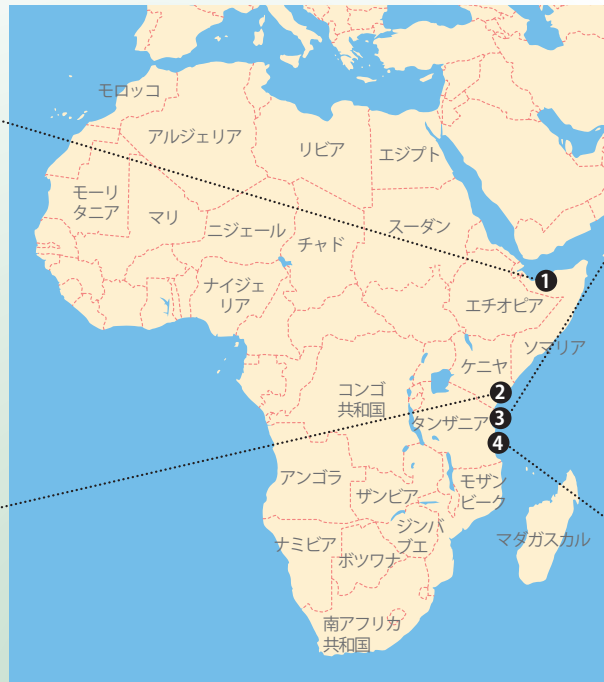 モロッコ
アルジェリア
リビア
エジプト
モーリ
タニア
マリ
ニジェール
チャド
スーダン
ナイジェ
リア
1
エチオピア
ソマリア
ケニヤ
2
コンゴ
共和国
タンザニア
3
4
アンゴラ
ザンビア
モザン
ビーク
ジンバ
ブエ
マダガスカル
ナミビア
ボツワナ
南アフリカ
共和国